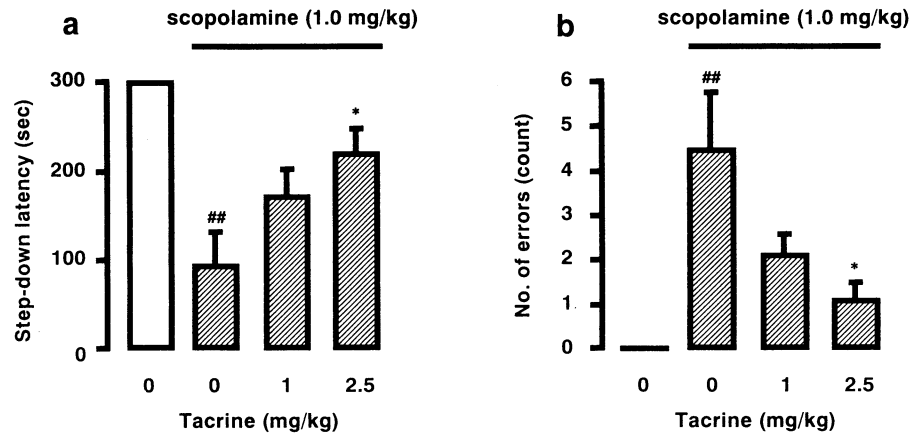 a
scopolamine (1.0 mg/kg)
Step-down latency (sec)
300
200
100
0
##
*
0 0 1 2.5
Tacrine (mg/kg)
b
scopolamine (1.0 mg/kg)
No. of errors (count)
6
5
4
3
2
1
0
##
*
0 0 1 2.5
Tacrine (mg/kg)